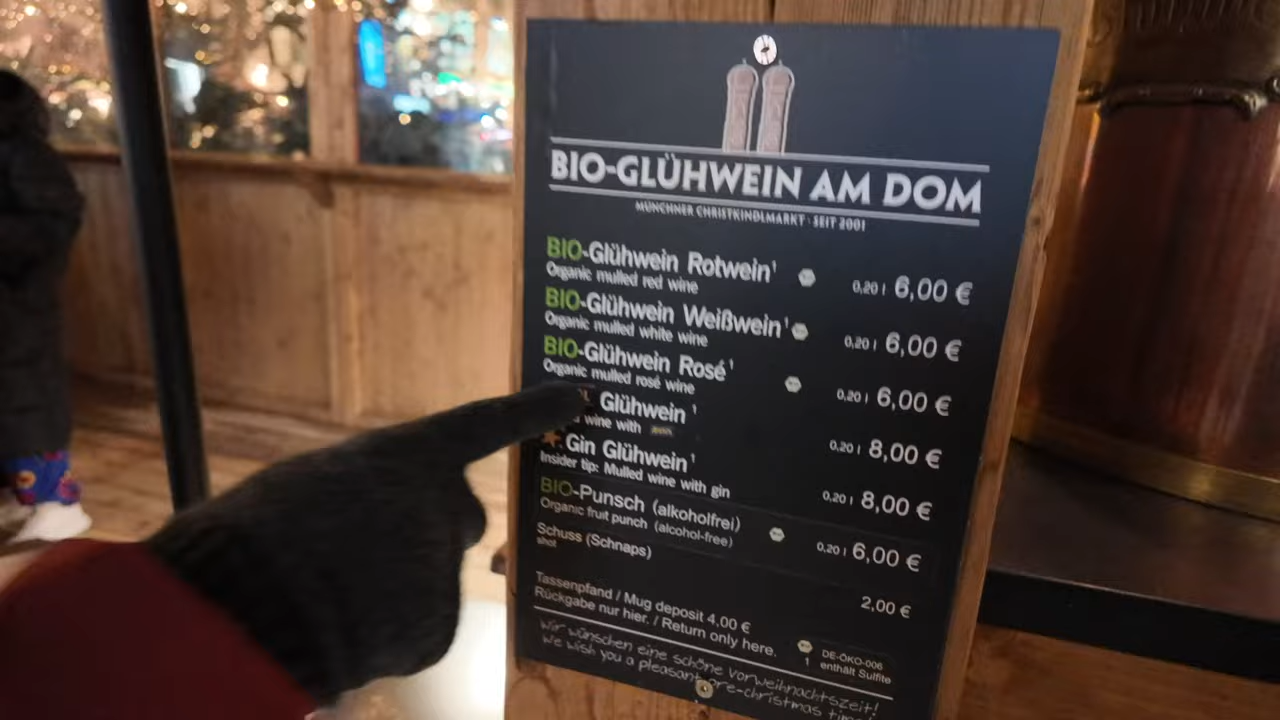 BIO-GLÜHWEIN AM DOM
MÜNCHNER CHRISTKINDLMARKT · SEIT 2001
BIO-Glühwein Rotwein¹ 0,20 l 6,00 €
Organic mulled red wine
BIO-Glühwein Weißwein¹ 0,20 l 6,00 €
Organic mulled white wine
BIO-Glühwein Rosé¹ 0,20 l 6,00 €
Organic mulled rosé wine
Glühwein¹ 0,20 l 8,00 €
wine with
Gin Glühwein¹ 0,20 l 8,00 €
Insider tip: Mulled wine with gin
BIO-Punsch (alkoholfrei) 0,20 l 6,00 €
Organic fruit punch (alcohol-free)
Schuss (Schnaps) 2,00 €
shot
Tassenpfand / Mug deposit 4,00 €
Rückgabe nur hier. / Return only here.
DE-ÖKO-006
1 enthält Sulfite
Wir wünschen eine schöne Vorweihnachtszeit!
We wish you a pleasant pre-christmas time!